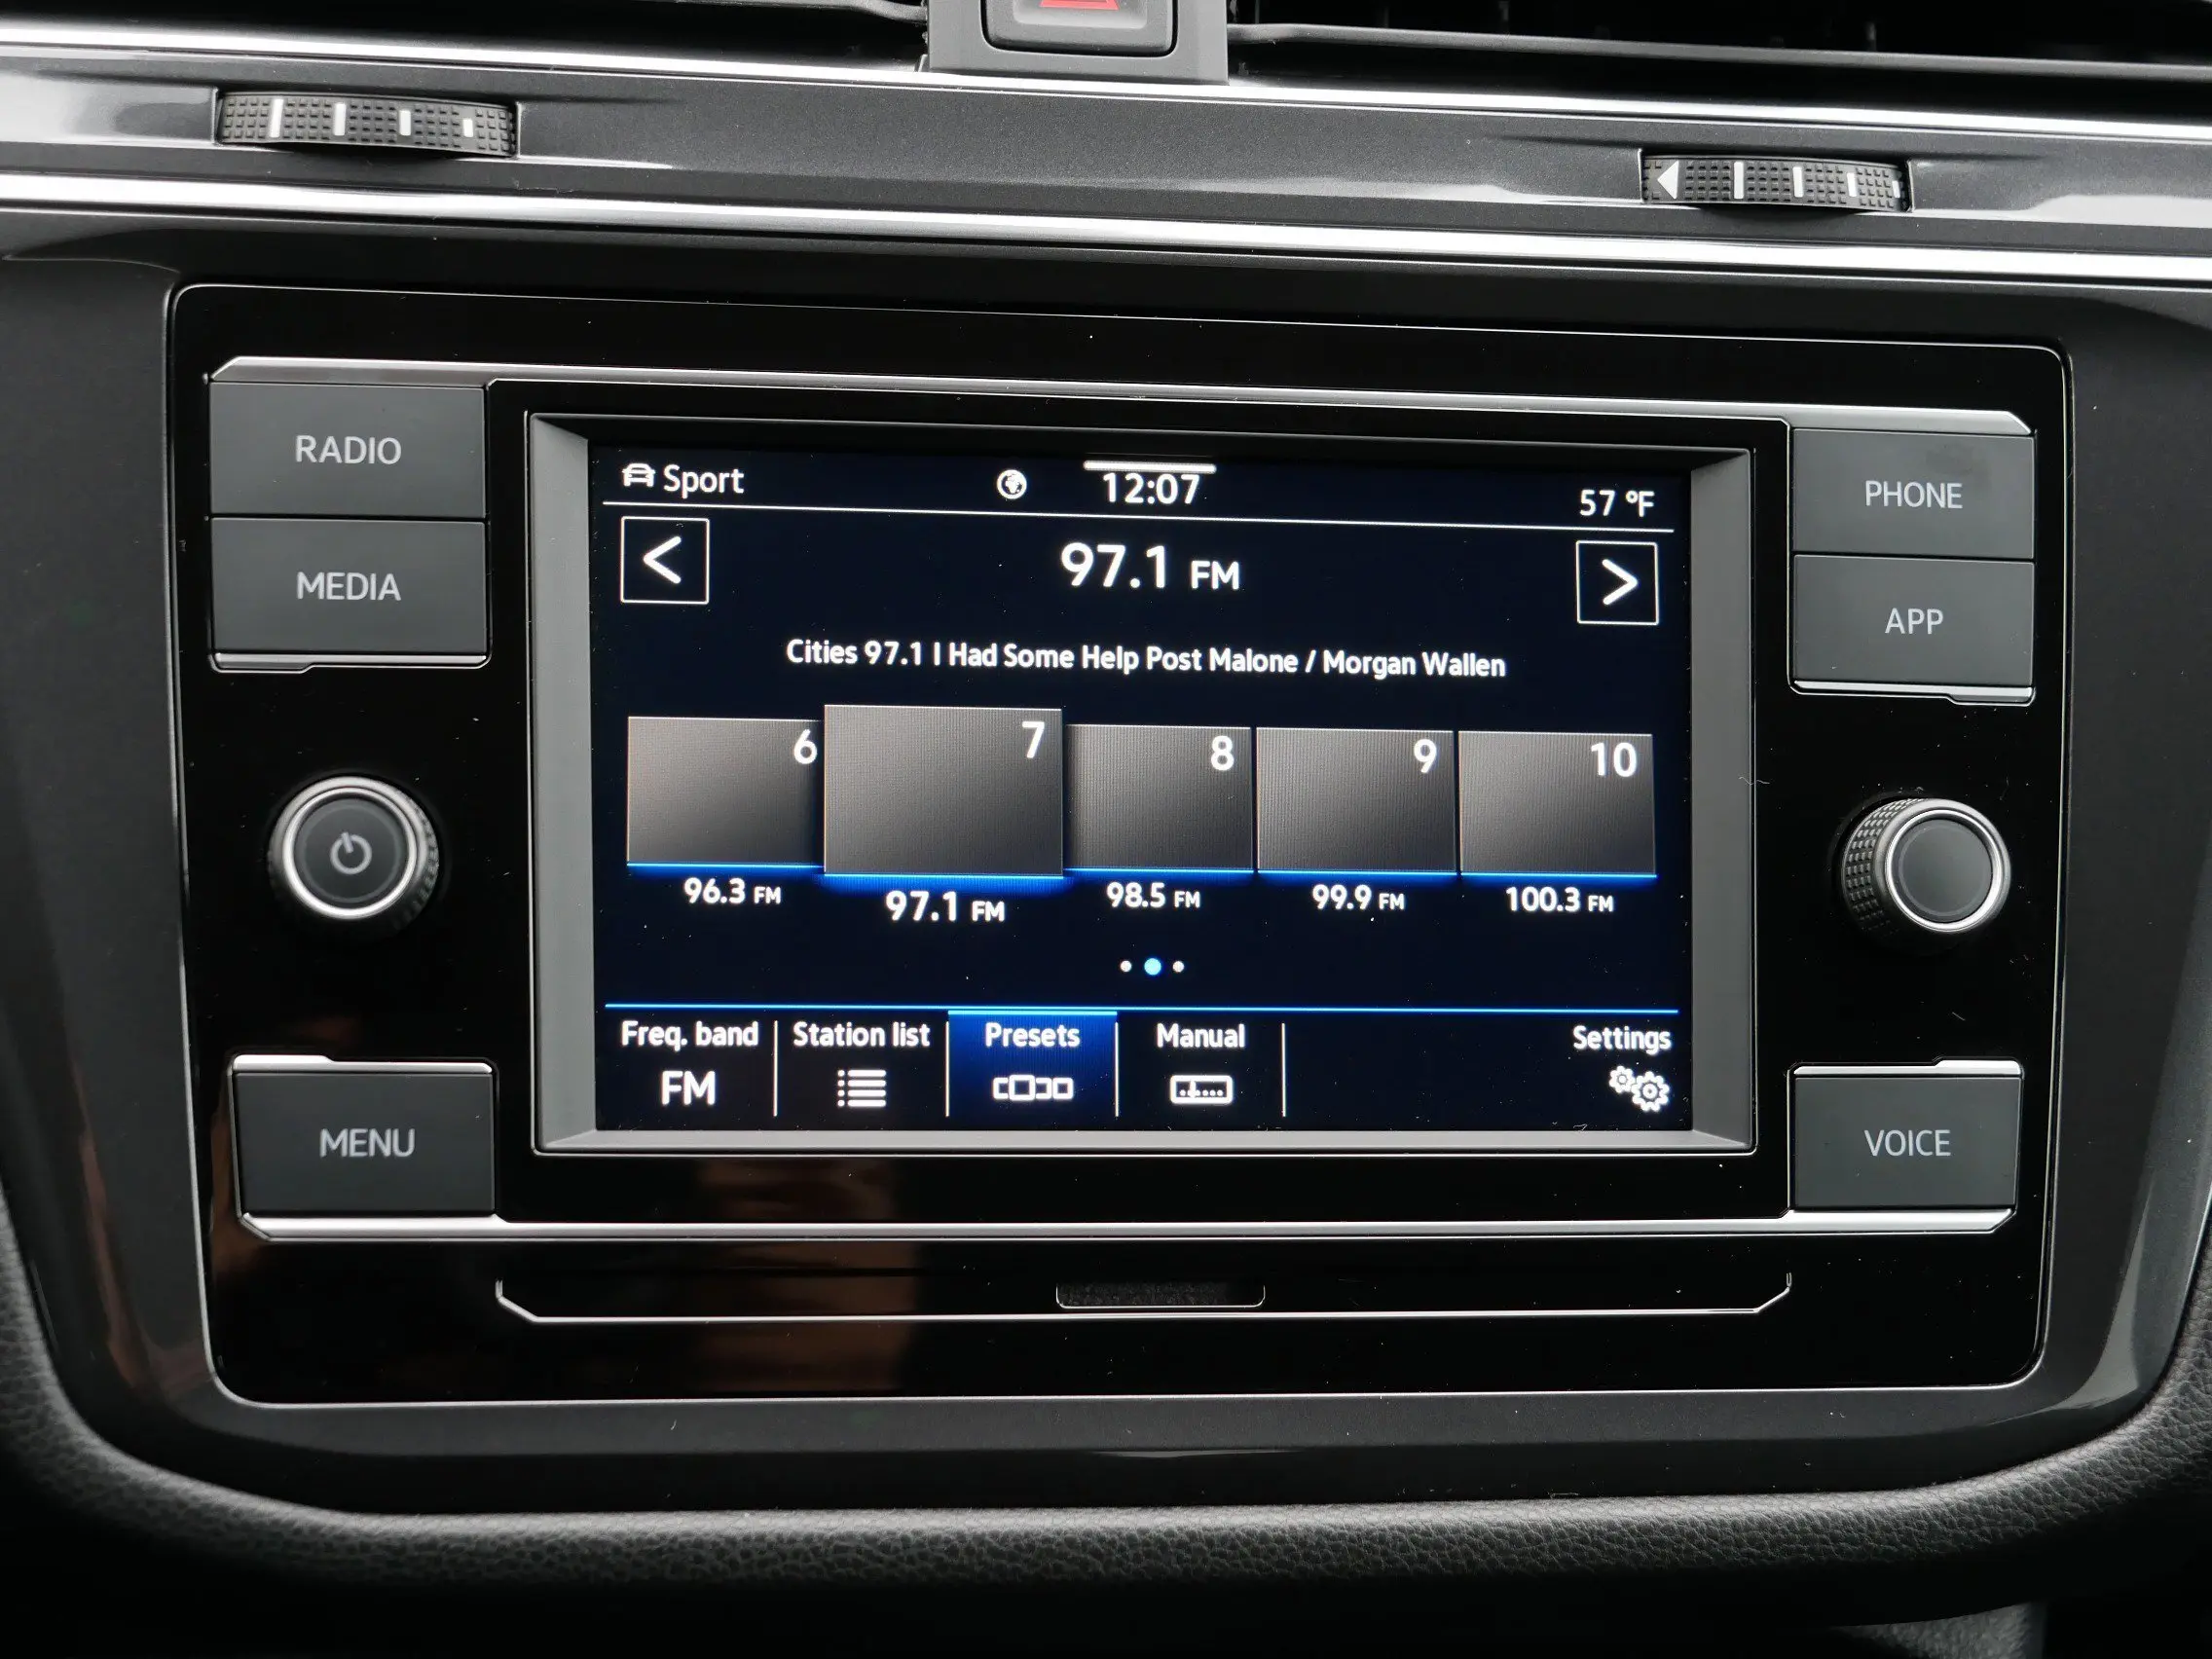 RADIO
MEDIA
MENU
PHONE
APP
VOICE
Sport
12:07
57 °F
<
97.1 FM
>
Cities 97.1 I Had Some Help Post Malone / Morgan Wallen
6
7
8
9
10
96.3 FM
97.1 FM
98.5 FM
99.9 FM
100.3 FM
Freq. band
FM
Station list
Presets
Manual
Settings